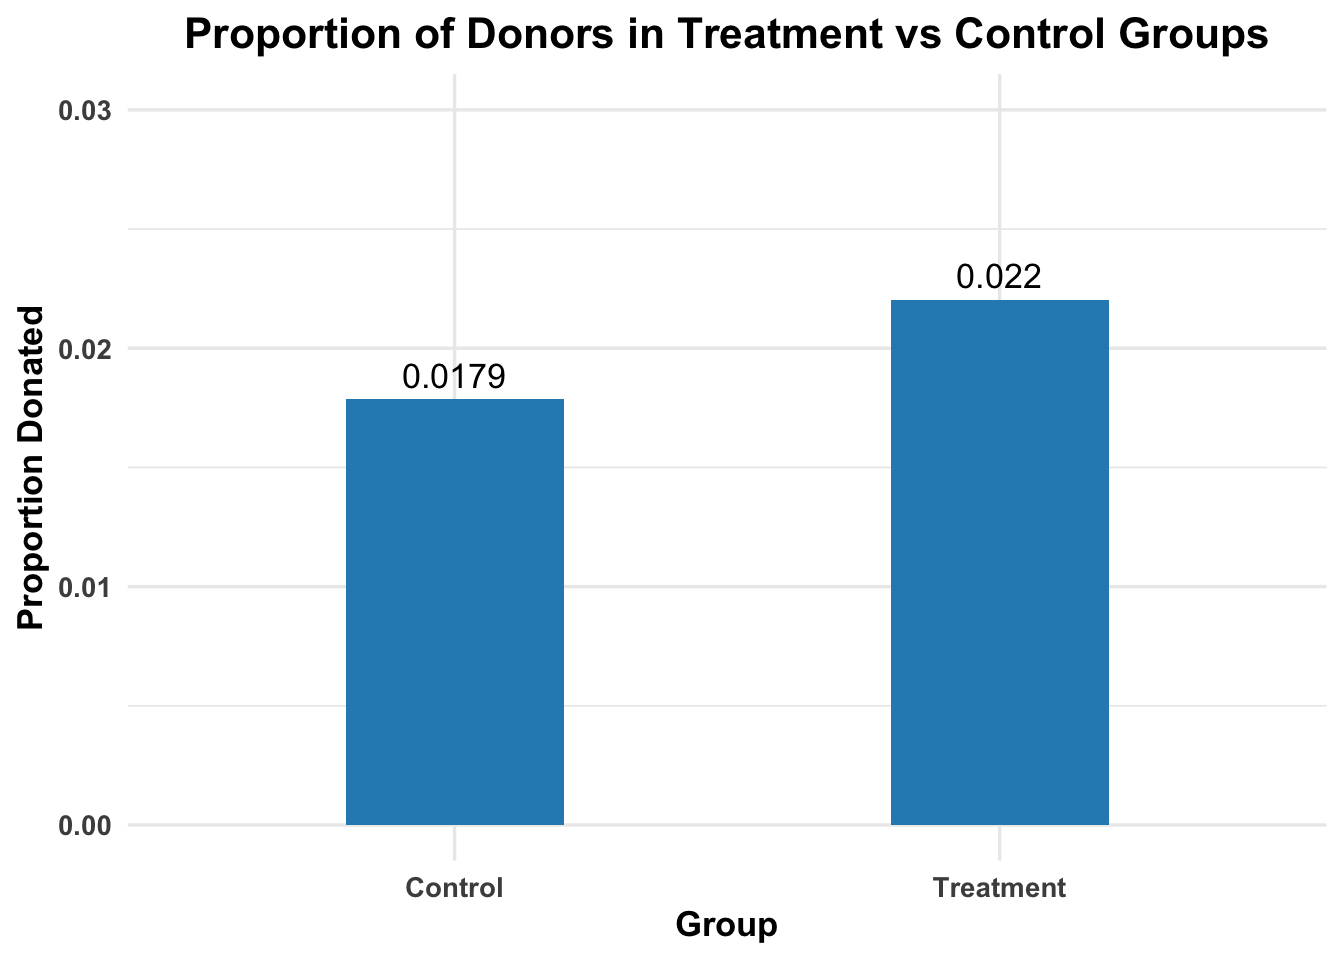 Proportion of Donors in Treatment vs Control Groups
0.03
0.02
0.01
0.00
Proportion Donated
0.0179
0.022
Control
Treatment
Group